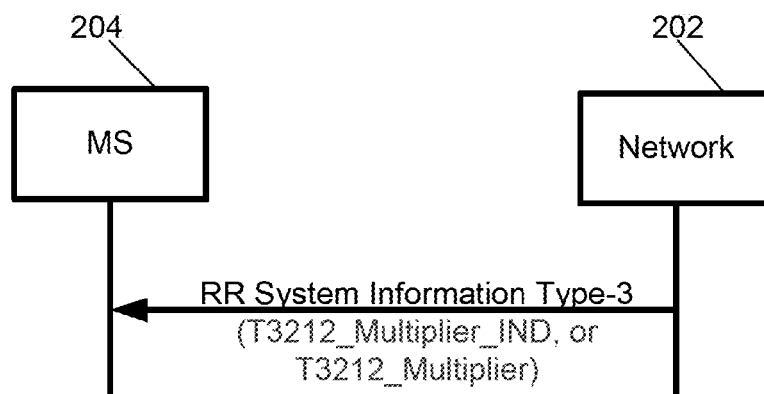 204
202
MS
Network
RR System Information Type-3
(T3212_Multiplier_IND, or
T3212_Multiplier)